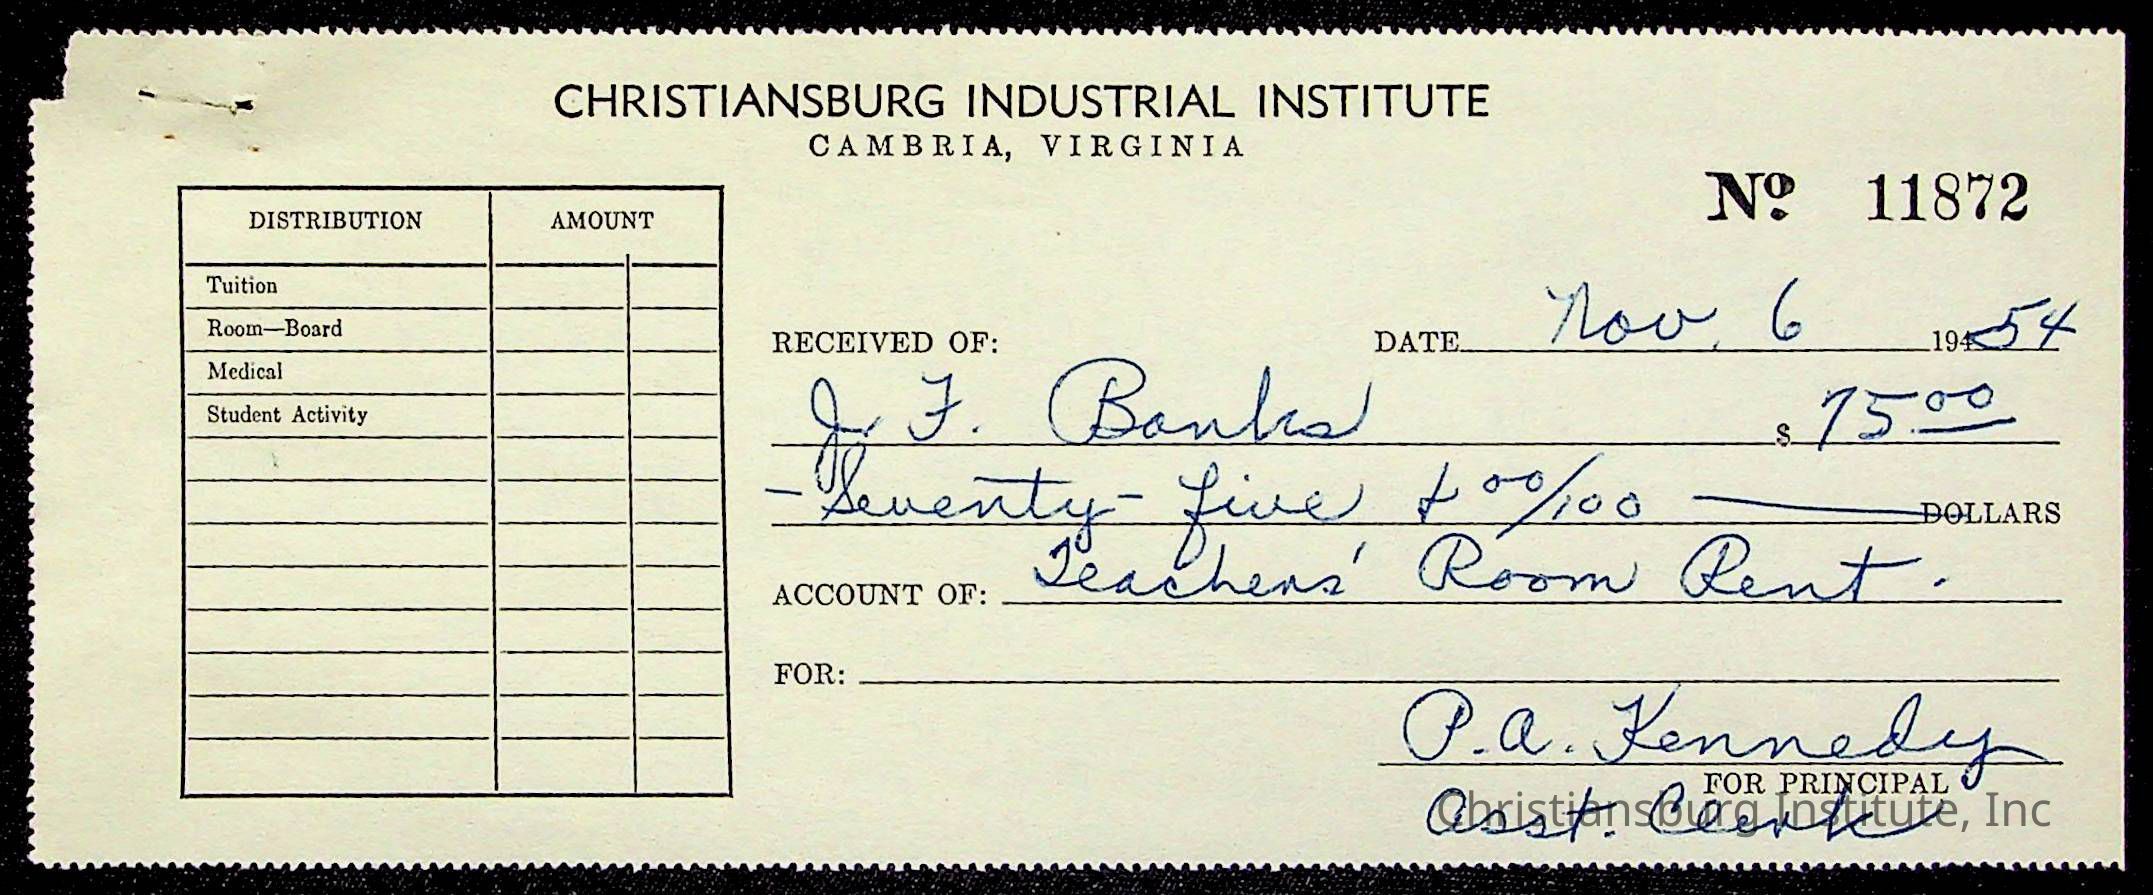 CHRISTIANSBURG INDUSTRIAL INSTITUTE
CAMBRIA, VIRGINIA
No. 11872
DISTRIBUTION AMOUNT
Tuition
Room—Board
Medical
Student Activity
RECEIVED OF: DATE Nov. 6 194 54
J. F. Banks $ 75.00
- Seventy-five & 00/100 — DOLLARS
ACCOUNT OF: Teachers' Room Rent.
FOR:
P. A. Kennedy
FOR PRINCIPAL
Asst. Clerk
Christiansburg Institute, Inc